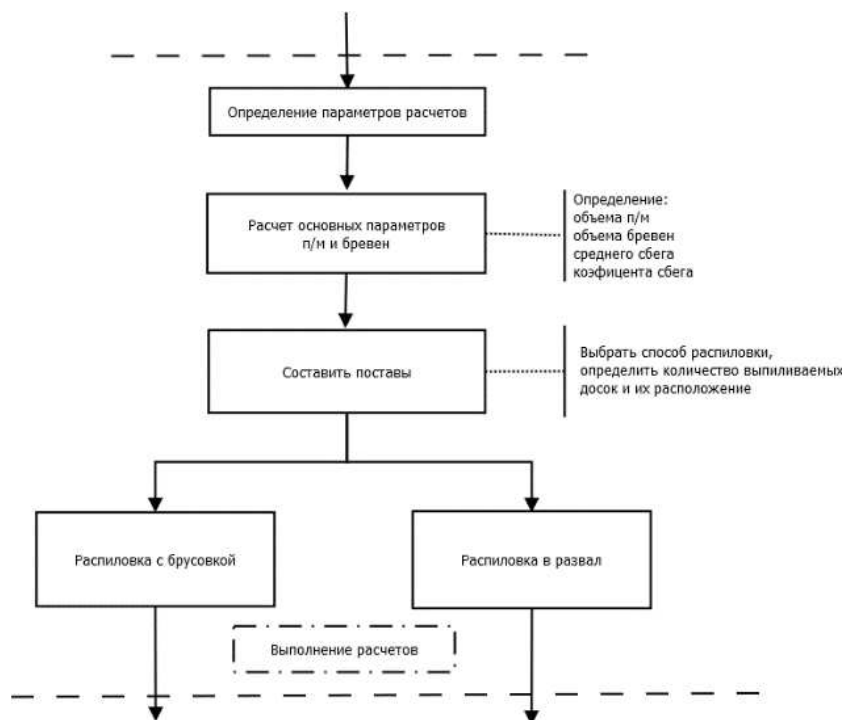 Определение параметров расчетов
Расчет основных параметров
п/м и бревен
Определение:
объема п/м
объема бревен
среднего сбега
коэфицента сбега
Составить поставы
Выбрать способ распиловки,
определить количество выпиливаемых
досок и их расположение
Распиловка с брусовкой
Распиловка в развал
Выполнение расчетов